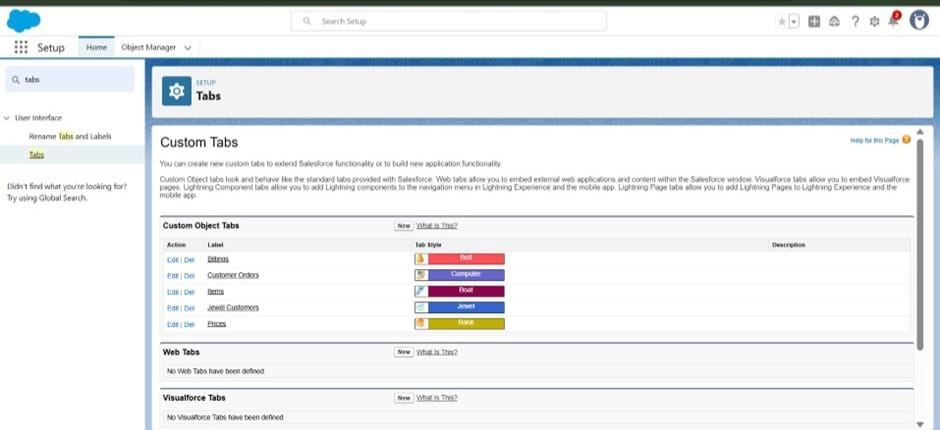 Search Setup
2
Setup
Home
Object Manager
tabs
User Interface
Rename Tabs and Labels
Tabs
Didn't find what you're looking for?
Try using Global Search.
SETUP
Tabs
Custom Tabs
Help for this Page
You can create new custom tabs to extend Salesforce functionality or to build new application functionality.
Custom Object tabs look and behave like the standard tabs provided with Salesforce. Web tabs allow you to embed external web applications and content within the Salesforce window. Visualforce tabs allow you to embed Visualforce
pages. Lightning Component tabs allow you to add Lightning components to the navigation menu in Lightning Experience and the mobile app. Lightning Page tabs allow you to add Lightning Pages to Lightning Experience and the
mobile app.
Custom Object Tabs New What Is This?
Action Label Tab Style Description
Edit | Del Billings Bell
Edit | Del Customer Orders Computer
Edit | Del Items Boat
Edit | Del Jewel Customers Jewel
Edit | Del Prices Bank
Web Tabs New What Is This?
No Web Tabs have been defined
Visualforce Tabs New What Is This?
No Visualforce Tabs have been defined